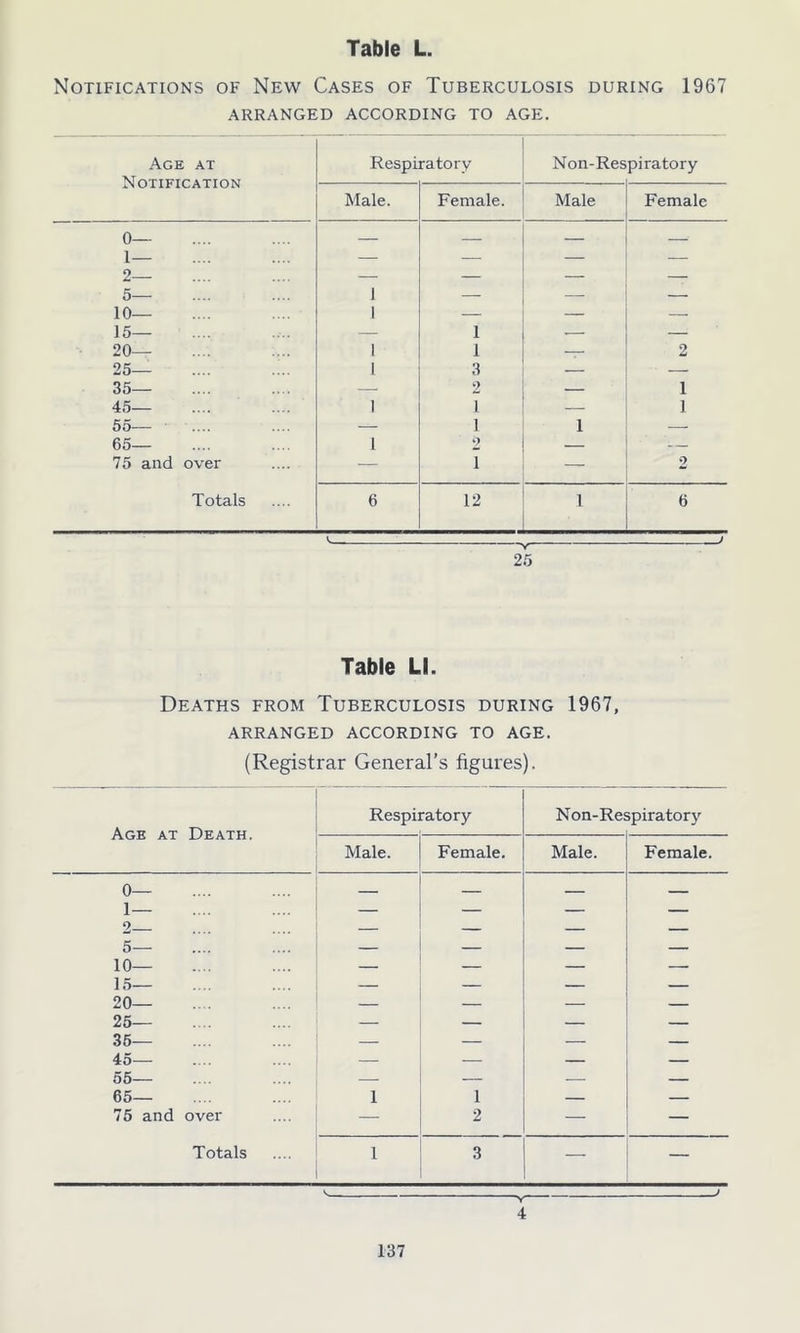 Table L.
Notifications of New Cases of Tuberculosis during 1967
arranged according to age.
Age at Notification Respiratory Non-Respiratory
Male. Female. Male Female
0— .... .... — — — —
1— .... .... — — — —
2— .... .... — — — —
5— .... .... 1 — — —
10— .... .... 1 — — —
15— .... .... — 1 — —
20— .... .... 1 1 — 2
25— .... .... 1 3 — —
35— .... .... — 2 — 1
45— .... .... 1 1 — 1
55— .... .... — 1 1 —
65— .... .... 1 2 — —
75 and over .... — 1 — 2
Totals .... 6 12 1 6
25
Table LI.
Deaths from Tuberculosis during 1967,
arranged according to age.
(Registrar General's figures).
Age at Death. Respiratory Non-Respiratory
Male. Female. Male. Female.
0— .... .... — — — —
1— .... .... — — — —
2— .... .... — — — —
5— .... .... — — — —
10— .... .... — — — —
15— .... .... — — — —
20— .... .... — — — —
25— .... .... — — — —
35— .... .... — — — —
45— .... .... — — — —
55— .... .... — — — —
65— .... .... 1 1 — —
75 and over .... — 2 — —
Totals .... 1 3 — —
4
137